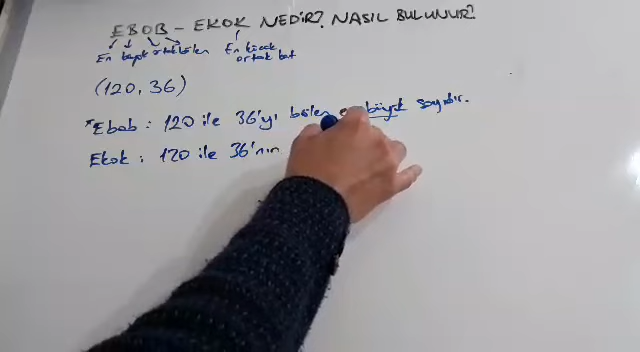 EBOB - EKOK NEDİR? NASIL BULUNUR?
En büyük ortak bölen En küçük
ortak kat
(120, 36)
*Ebob : 120 ile 36'yı bölen büyük sayıdır.
Ekok : 120 ile 36'nın